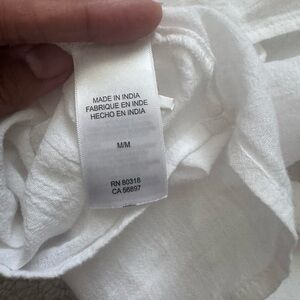 MADE IN INDIA
FABRIQUE EN INDE
HECHO EN INDIA
M/M
RN 80318
CA 56897